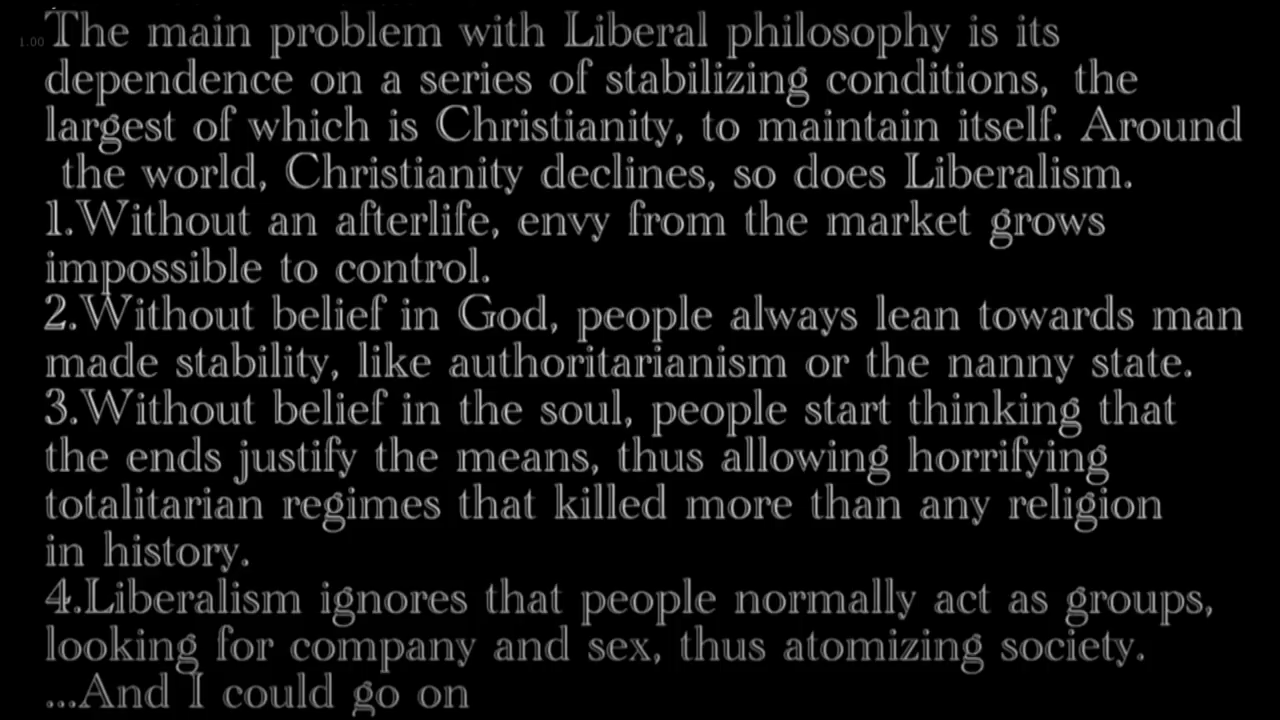 1.00
The main problem with Liberal philosophy is its
dependence on a series of stabilizing conditions, the
largest of which is Christianity, to maintain itself. Around
the world, Christianity declines, so does Liberalism.
1.Without an afterlife, envy from the market grows
impossible to control.
2.Without belief in God, people always lean towards man
made stability, like authoritarianism or the nanny state.
3.Without belief in the soul, people start thinking that
the ends justify the means, thus allowing horrifying
totalitarian regimes that killed more than any religion
in history.
4.Liberalism ignores that people normally act as groups,
looking for company and sex, thus atomizing society.
...And I could go on